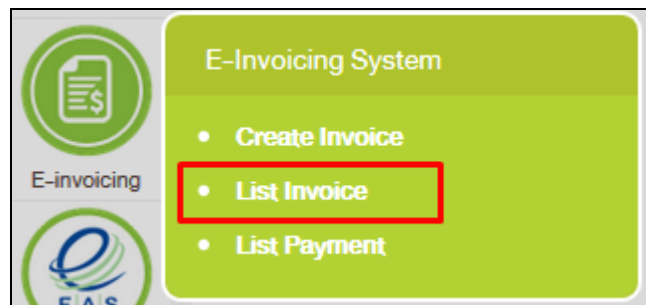 E-Invoicing System
Create Invoice
E-invoicing
List Invoice
List Payment
E|A|S